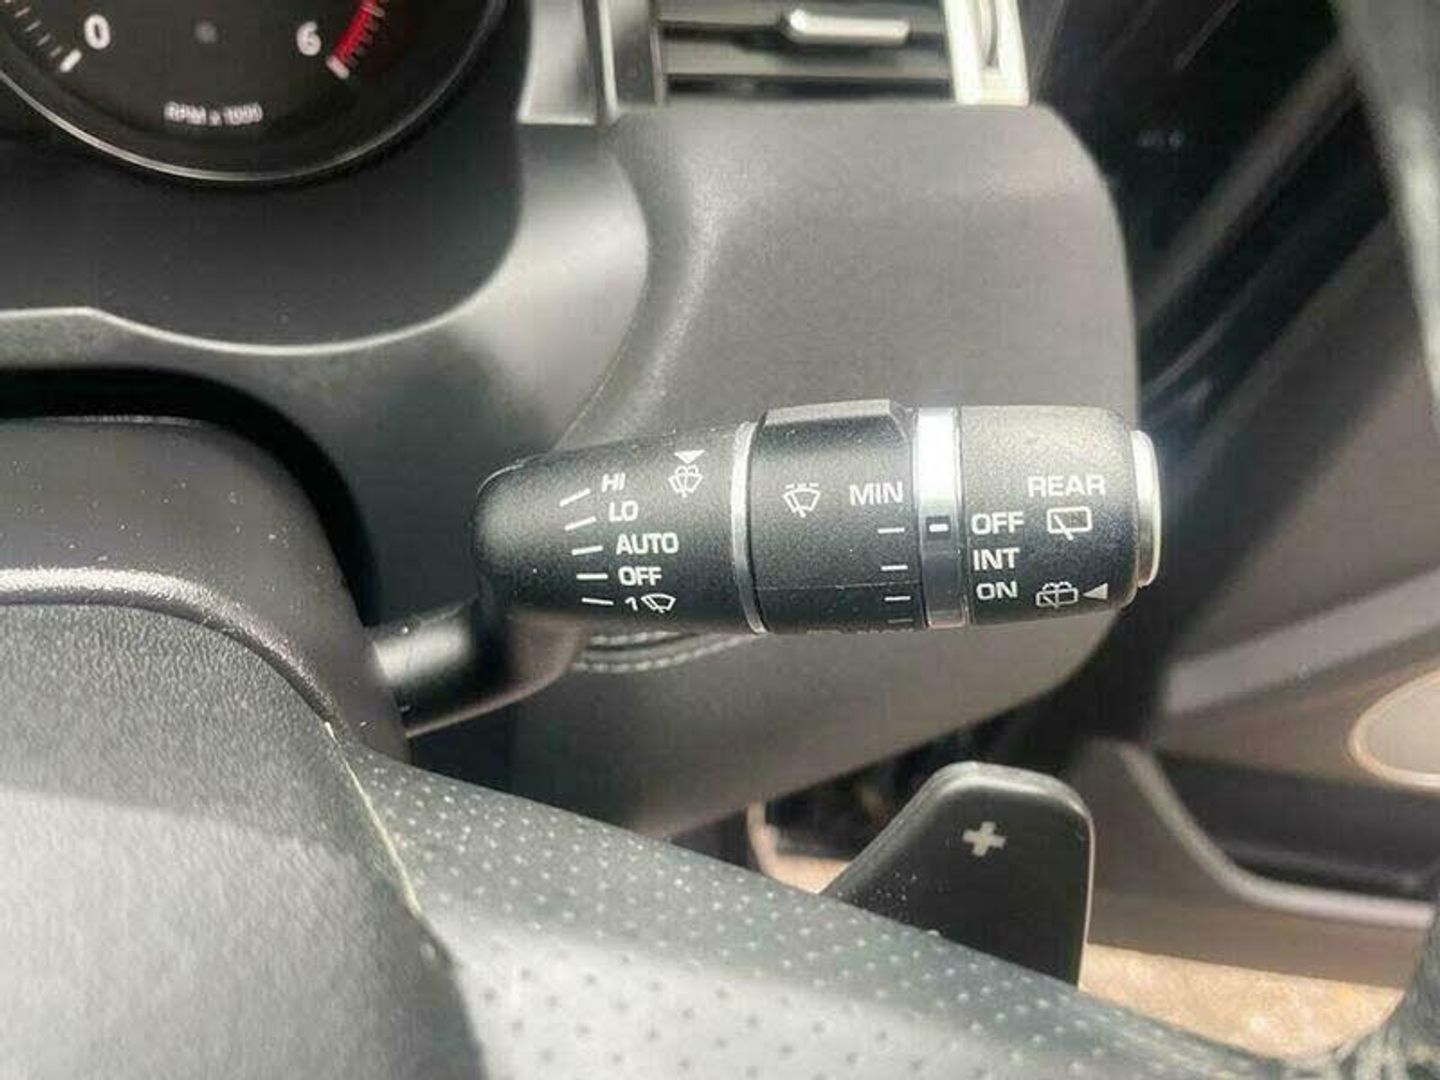 0
6
RPM x 1000
HI
LO
AUTO
OFF
1
MIN
REAR
OFF
INT
ON
+